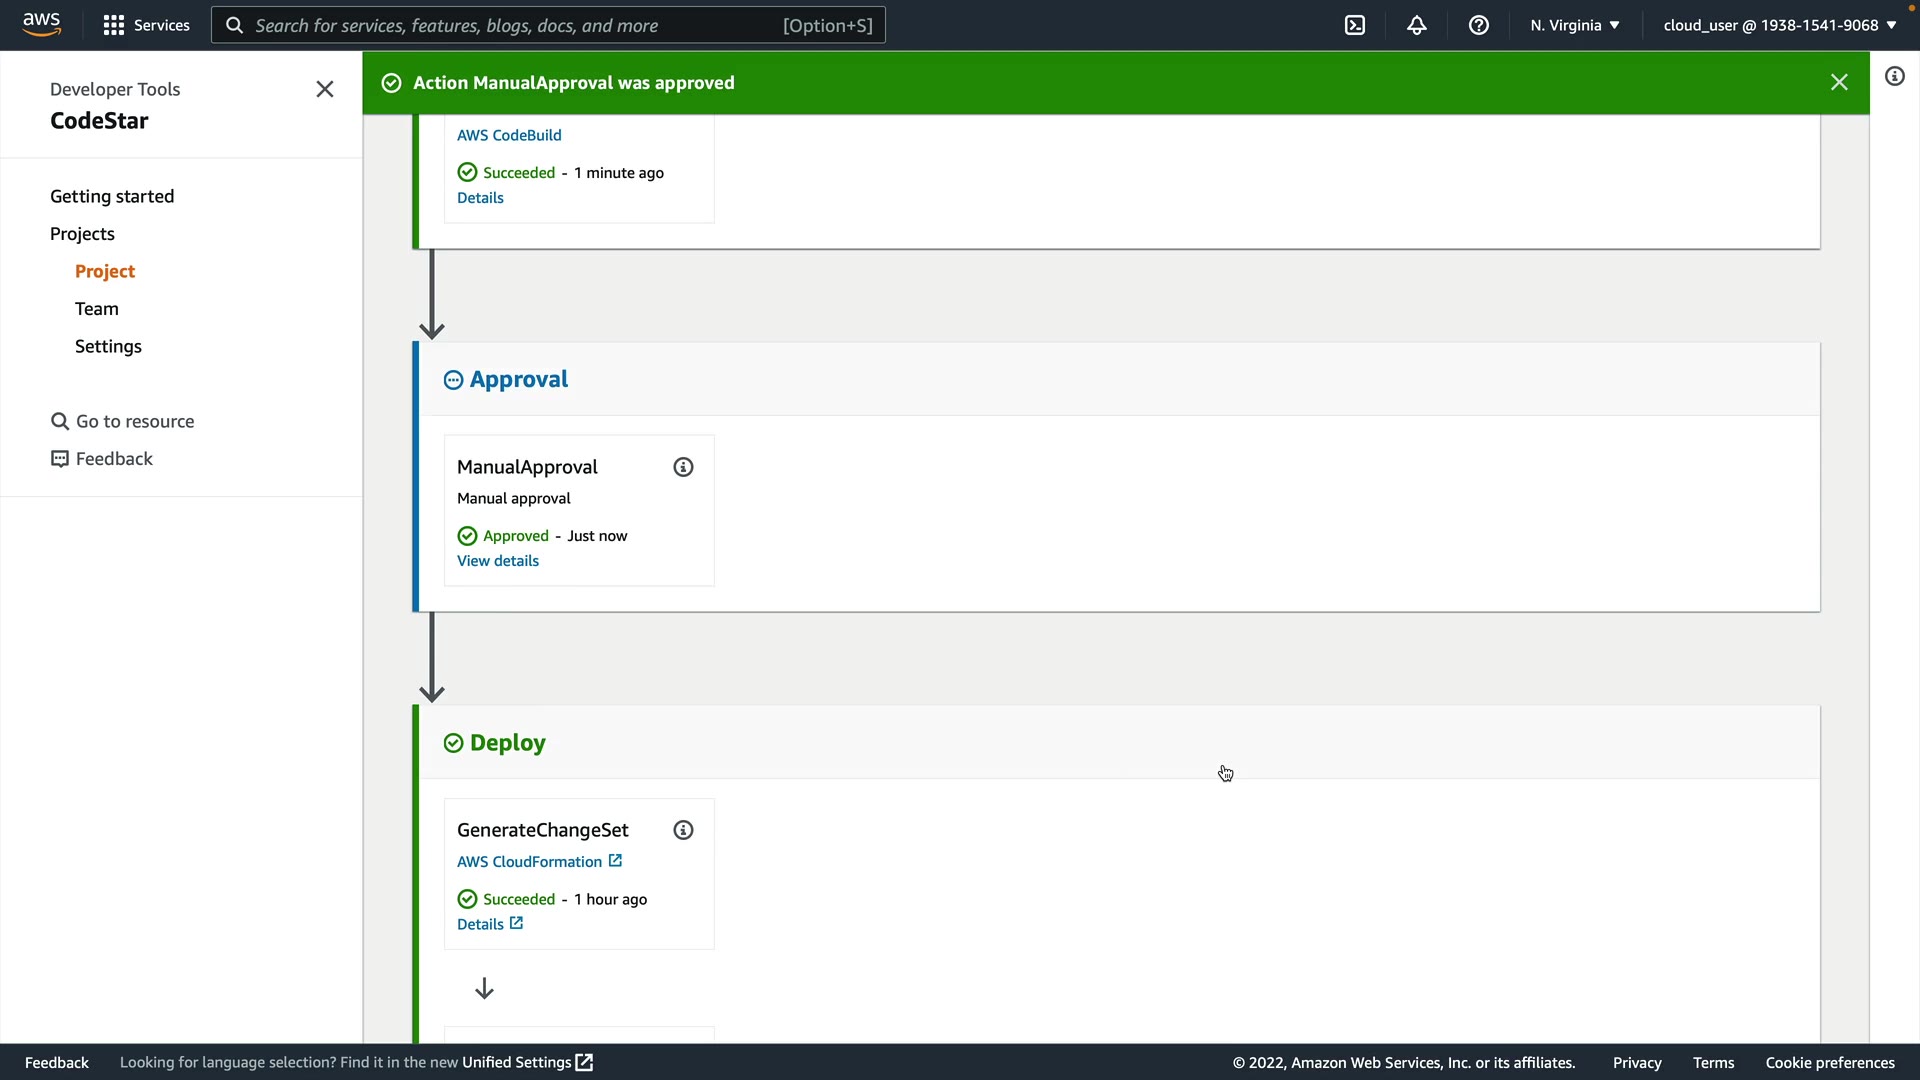 aws
Services
Search for services, features, blogs, docs, and more
[Option+S]
N. Virginia
cloud_user @ 1938-1541-9068
Developer Tools
CodeStar
Getting started
Projects
Project
Team
Settings
Go to resource
Feedback
Action ManualApproval was approved
AWS CodeBuild
Succeeded - 1 minute ago
Details
Approval
ManualApproval
Manual approval
Approved - Just now
View details
Deploy
GenerateChangeSet
AWS CloudFormation
Succeeded - 1 hour ago
Details
Feedback
Looking for language selection? Find it in the new Unified Settings
© 2022, Amazon Web Services, Inc. or its affiliates.
Privacy
Terms
Cookie preferences